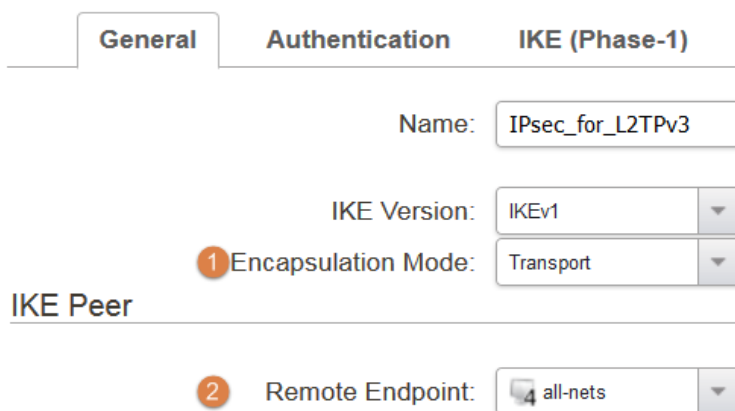 General Authentication IKE (Phase-1)
Name: IPsec_for_L2TPv3
IKE Version: IKEv1
1 Encapsulation Mode: Transport
IKE Peer
2 Remote Endpoint: 4 all-nets